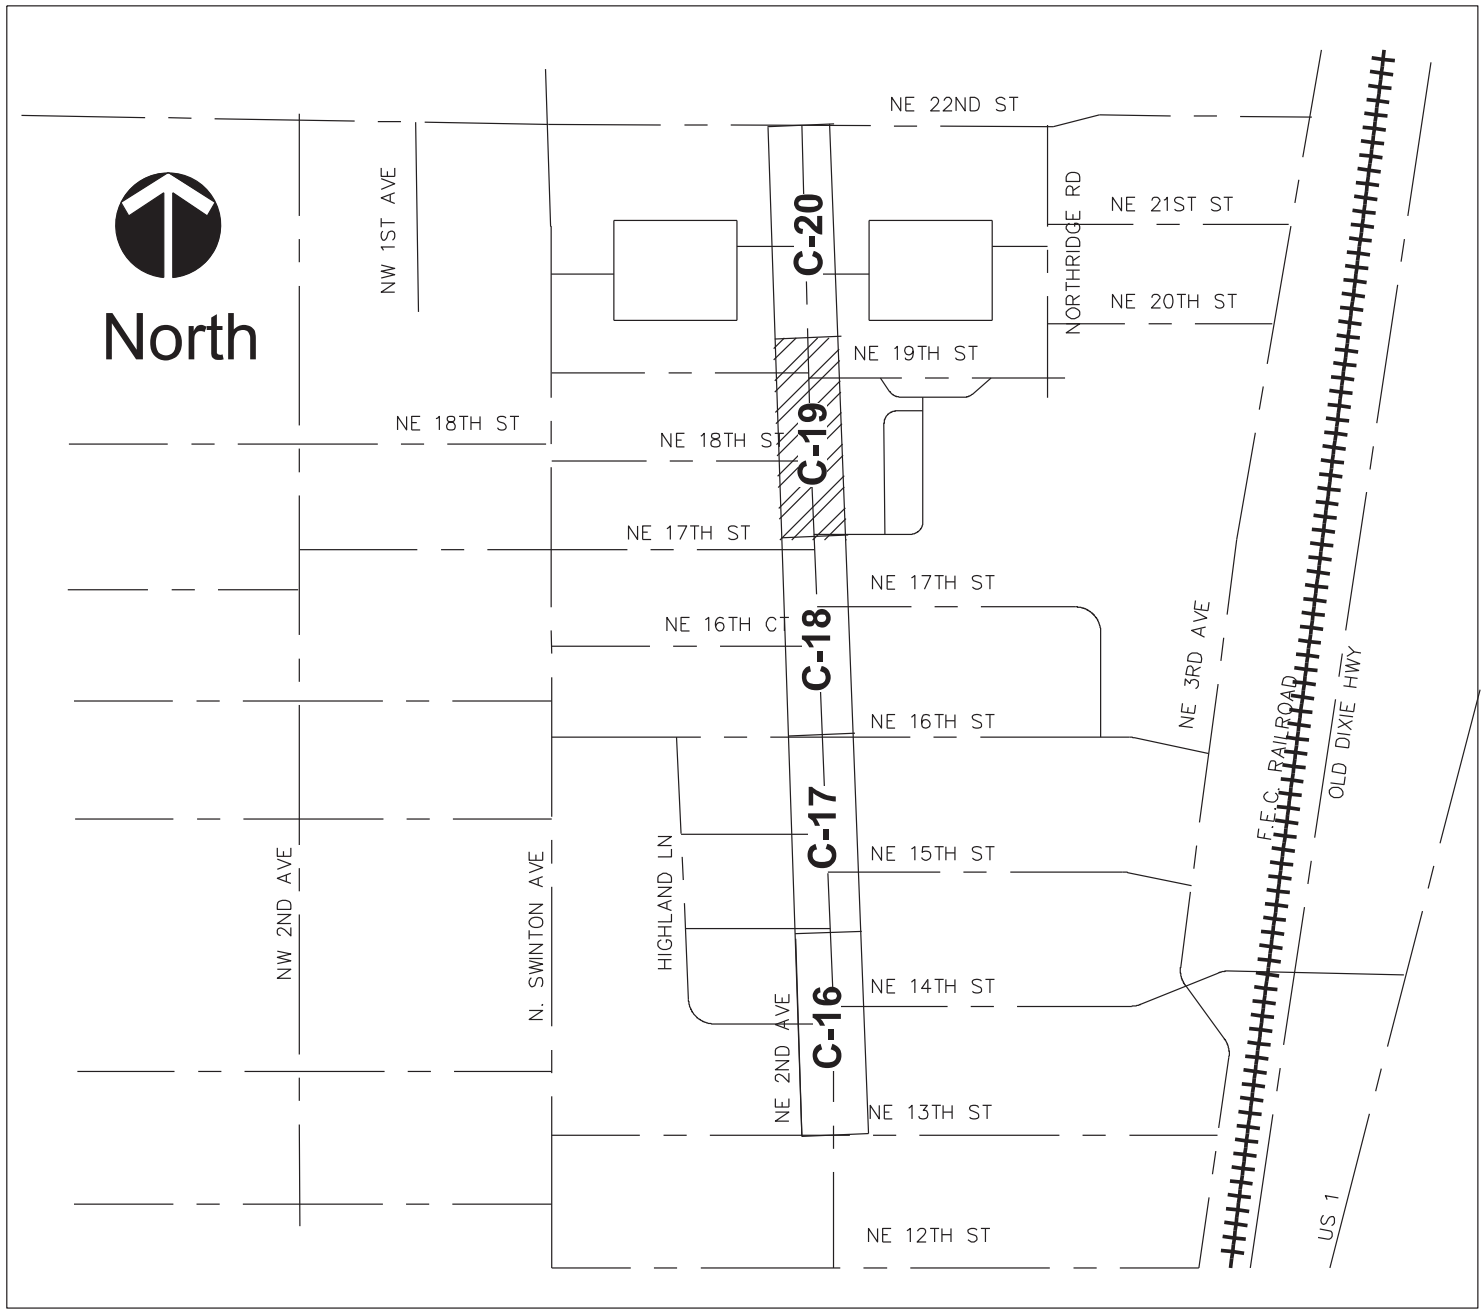 NE 22ND ST
NW 1ST AVE
NORTHRIDGE RD
NE 21ST ST
C-20
NE 20TH ST
North
NE 19TH ST
NE 18TH ST
NE 18TH ST
C-19
NE 17TH ST
NE 17TH ST
NE 16TH CT
C-18
NE 3RD AVE
F.E.C. RAILROAD
OLD DIXIE HWY
NE 16TH ST
C-17
NE 15TH ST
NW 2ND AVE
N. SWINTON AVE
HIGHLAND LN
NE 14TH ST
C-16
NE 2ND AVE
NE 13TH ST
NE 12TH ST
US 1